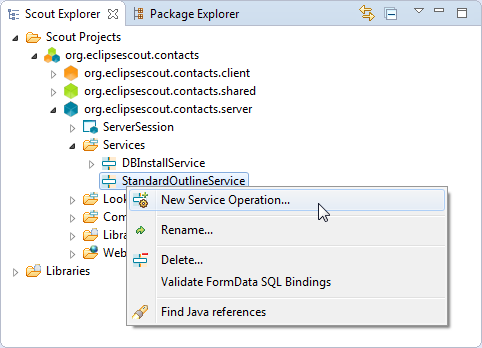 Scout Explorer
Package Explorer
Scout Projects
org.eclipsescout.contacts
org.eclipsescout.contacts.client
org.eclipsescout.contacts.shared
org.eclipsescout.contacts.server
ServerSession
Services
DBInstallService
StandardOutlineService
Look
Com
Libra
Web
Libraries
New Service Operation...
Rename...
Delete...
Validate FormData SQL Bindings
Find Java references